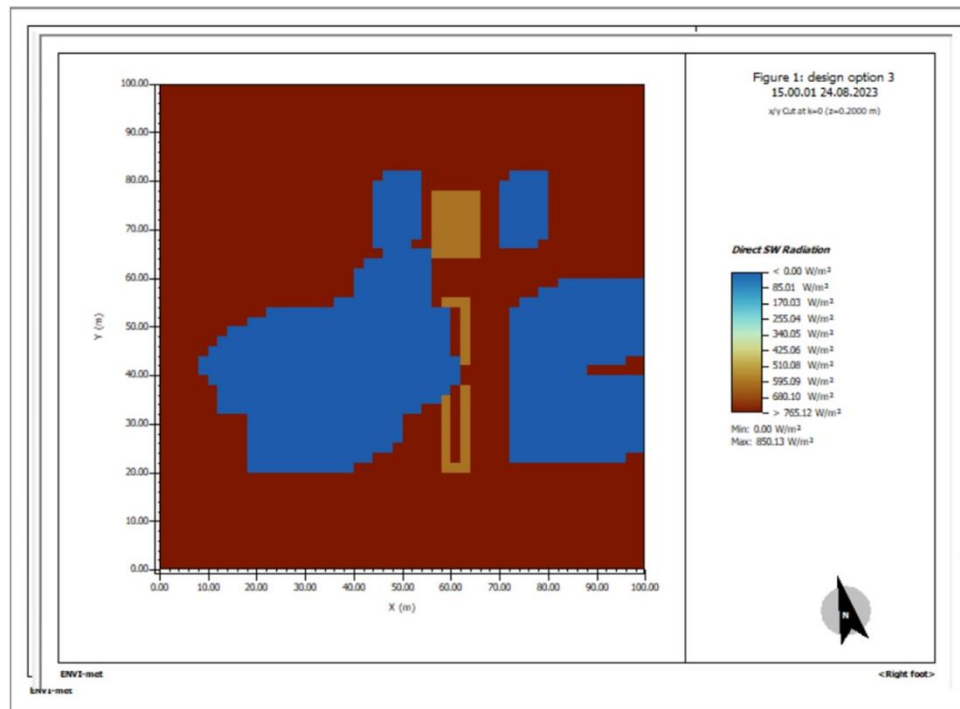 Figure 1: design option 3
15.00.01 24.08.2023
x/y Cut at k=0 (z=0.2000 m)
100.00
90.00
80.00
70.00
60.00
50.00
40.00
30.00
20.00
10.00
0.00
Y (m)
0.00 10.00 20.00 30.00 40.00 50.00 60.00 70.00 80.00 90.00 100.00
X (m)
Direct SW Radiation
< 0.00 W/m²
85.01 W/m²
170.03 W/m²
255.04 W/m²
340.05 W/m²
425.06 W/m²
510.08 W/m²
595.09 W/m²
680.10 W/m²
> 765.12 W/m²
Min: 0.00 W/m²
Max: 850.13 W/m²
N
ENVI-met
<Right foot>
ENVI-met